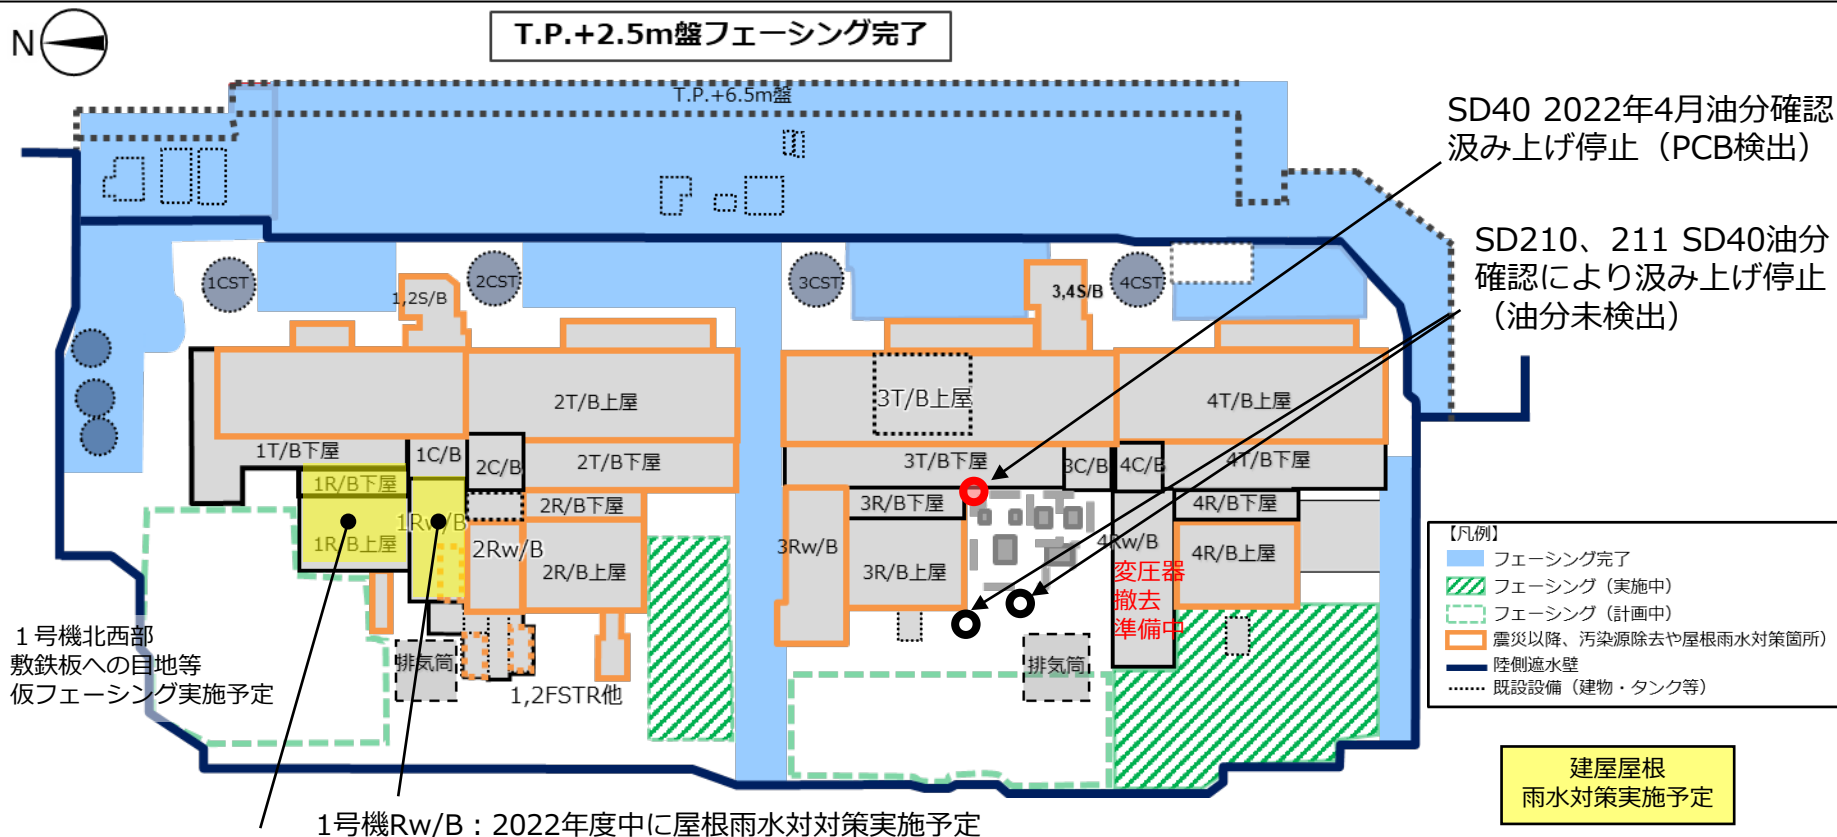 N
T.P.+2.5m盤フェーシング完了
T.P.+6.5m盤
SD40 2022年4月油分確認
汲み上げ停止（PCB検出）
SD210、211 SD40油分
確認により汲み上げ停止
（油分未検出）
1CST
1,2S/B
2CST
3CST
3,4S/B
4CST
2T/B上屋
3T/B上屋
4T/B上屋
1T/B下屋
1C/B
2C/B
2T/B下屋
3T/B下屋
3C/B
4C/B
4T/B下屋
1R/B下屋
2R/B下屋
3R/B下屋
4R/B下屋
1Rw/B
1R/B上屋
2Rw/B
2R/B上屋
3Rw/B
3R/B上屋
4Rw/B
4R/B上屋
変圧器
撤去
準備中
【凡例】
フェーシング完了
フェーシング（実施中）
フェーシング（計画中）
震災以降、汚染源除去や屋根雨水対策箇所）
陸側遮水壁
既設設備（建物・タンク等）
１号機北西部
敷鉄板への目地等
仮フェーシング実施予定
排気筒
1,2FSTR他
排気筒
建屋屋根
雨水対策実施予定
1号機Rw/B：2022年度中に屋根雨水対対策実施予定